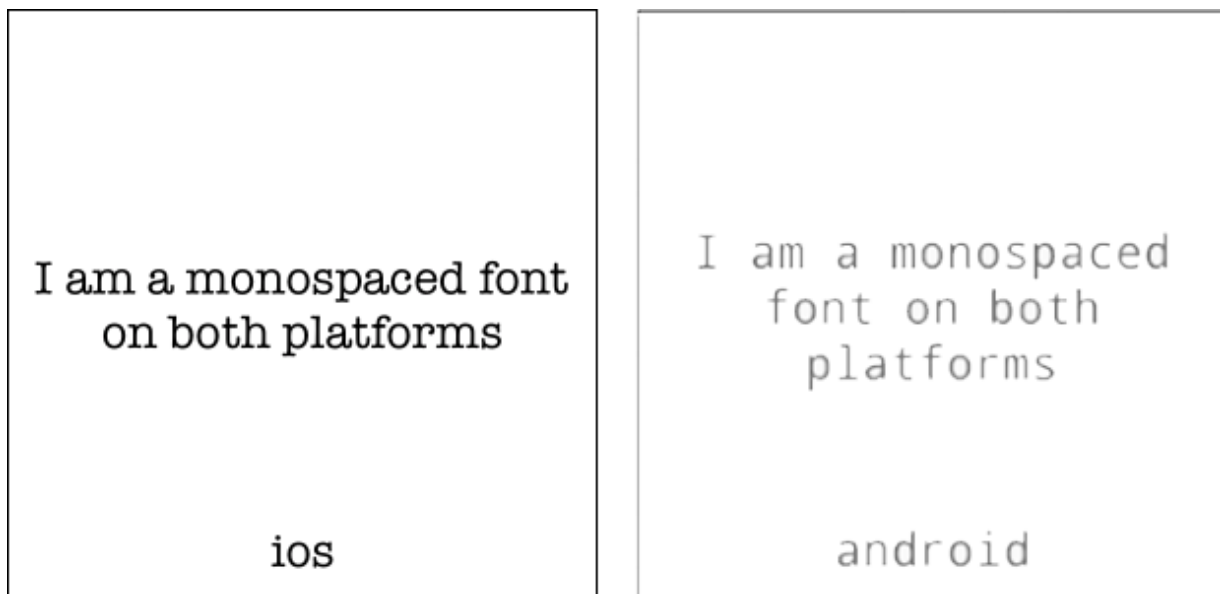 I am a monospaced font
on both platforms
ios
I am a monospaced
font on both
platforms
android